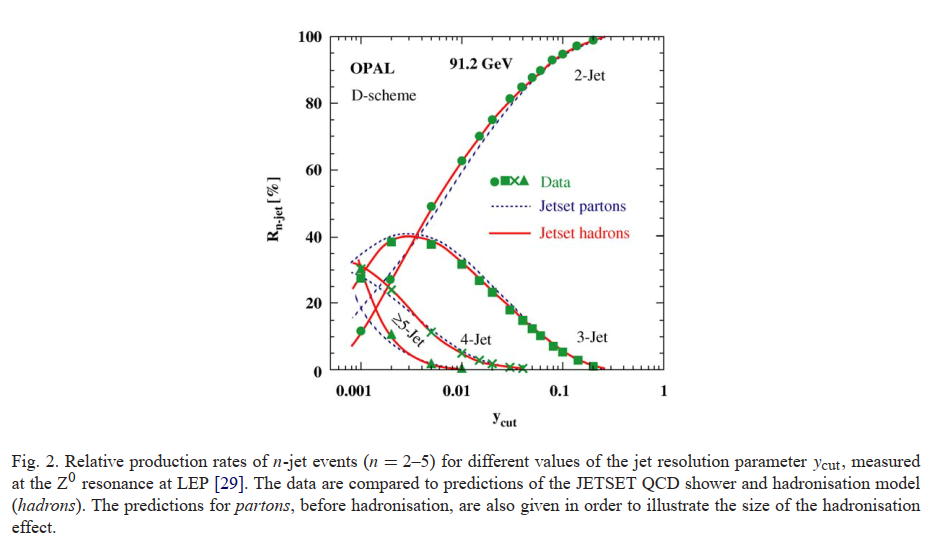 100
80
60
40
20
0
R n-jet [%]
OPAL
91.2 GeV
D-scheme
2-Jet
Data
Jetset partons
Jetset hadrons
≥5-Jet
4-Jet
3-Jet
0.001
0.01
0.1
1
y cut
Fig. 2. Relative production rates of n-jet events (n = 2–5) for different values of the jet resolution parameter ycut, measured
at the Z0 resonance at LEP [29]. The data are compared to predictions of the JETSET QCD shower and hadronisation model
(hadrons). The predictions for partons, before hadronisation, are also given in order to illustrate the size of the hadronisation
effect.